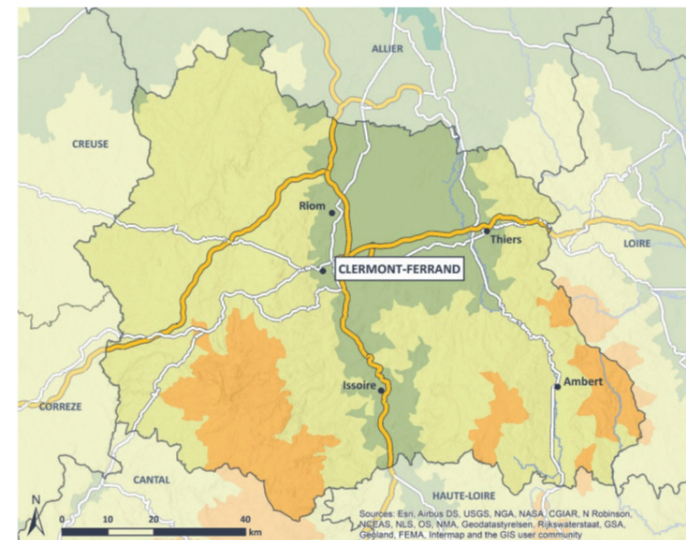 ALLIER
CREUSE
Riom
Thiers
LOIRE
CLERMONT-FERRAND
Issoire
Ambert
CORREZE
CANTAL
HAUTE-LOIRE
N
0 10 20 40
km
Sources: Esri, Airbus DS, USGS, NGA, NASA, CGIAR, N Robinson,
NCEAS, NLS, OS, NMA, Geodatastyrelsen, Rijkswaterstaat, GSA,
Geoland, FEMA, Intermap and the GIS user community